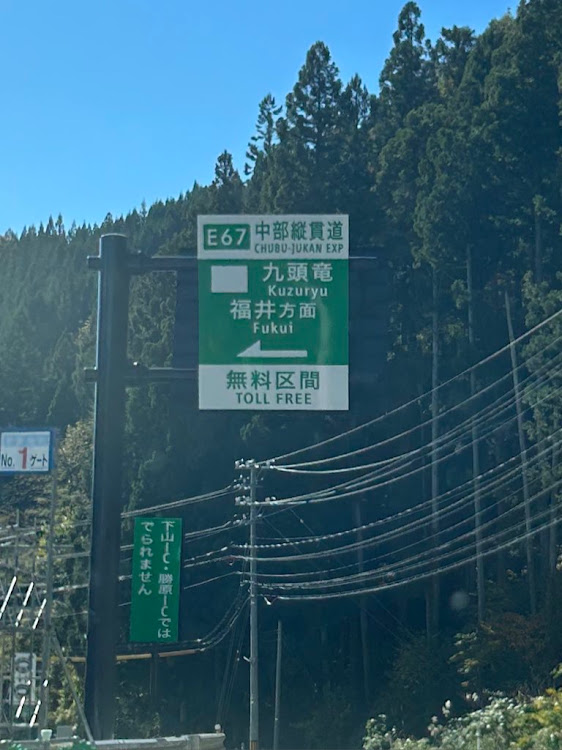 E67 中部縦貫道
CHUBU-JUKAN EXP
九頭竜
Kuzuryu
福井方面
Fukui
無料区間
TOLL FREE
No. 1 ゲート
下山IC・勝原ICでは
でられません